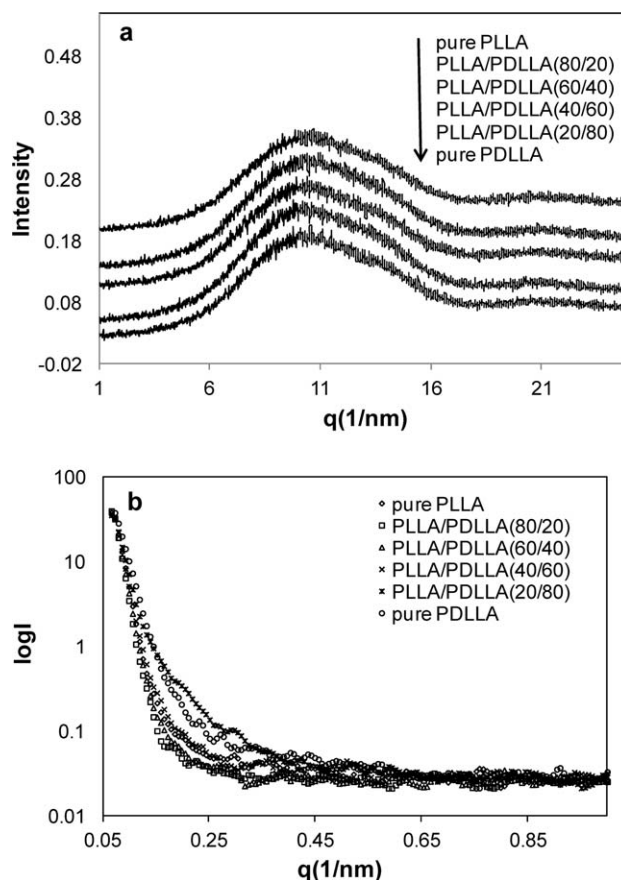 a
0.48
0.38
0.28
0.18
0.08
-0.02
Intensity
pure PLLA
PLLA/PDLLA(80/20)
PLLA/PDLLA(60/40)
PLLA/PDLLA(40/60)
PLLA/PDLLA(20/80)
pure PDLLA
1 6 11 16 21
q(1/nm)
b
100
10
1
0.1
0.01
logI
pure PLLA
PLLA/PDLLA(80/20)
PLLA/PDLLA(60/40)
PLLA/PDLLA(40/60)
PLLA/PDLLA(20/80)
pure PDLLA
0.05 0.25 0.45 0.65 0.85
q(1/nm)